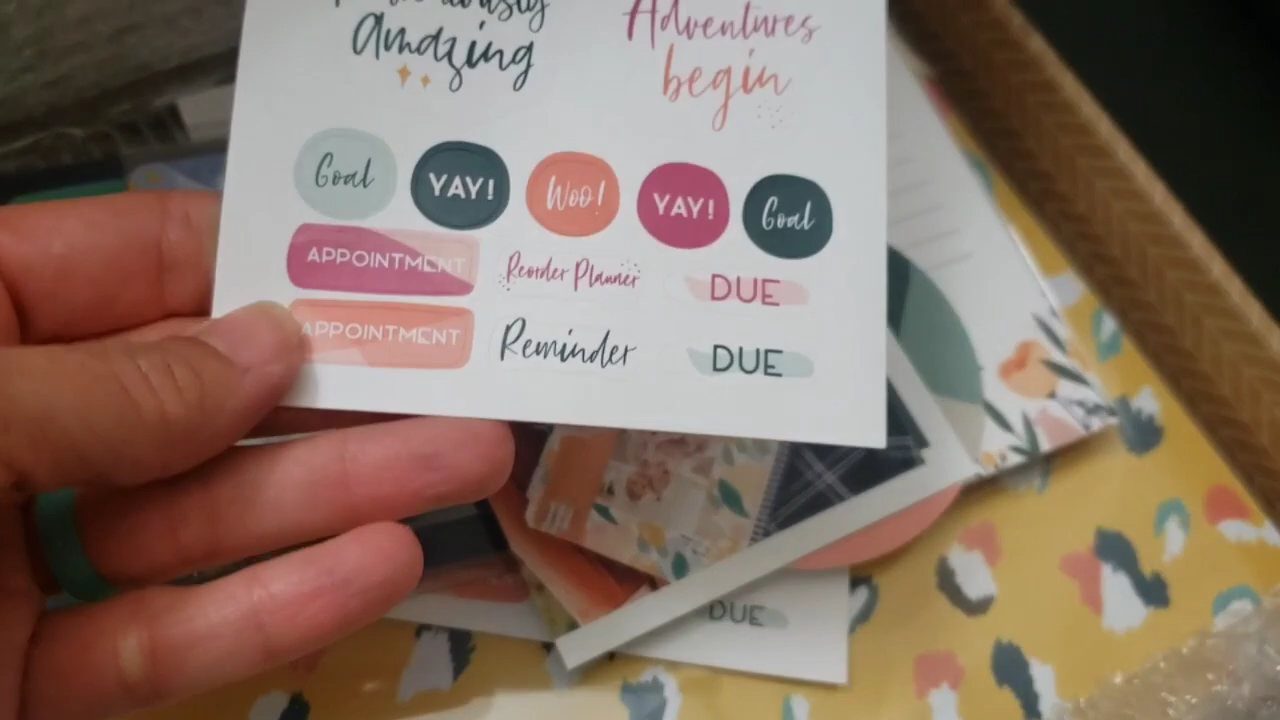 amazing
Adventures
begin
Goal
YAY!
Woo!
YAY!
Goal
APPOINTMENT
Reorder Planner
DUE
APPOINTMENT
Reminder
DUE
DUE